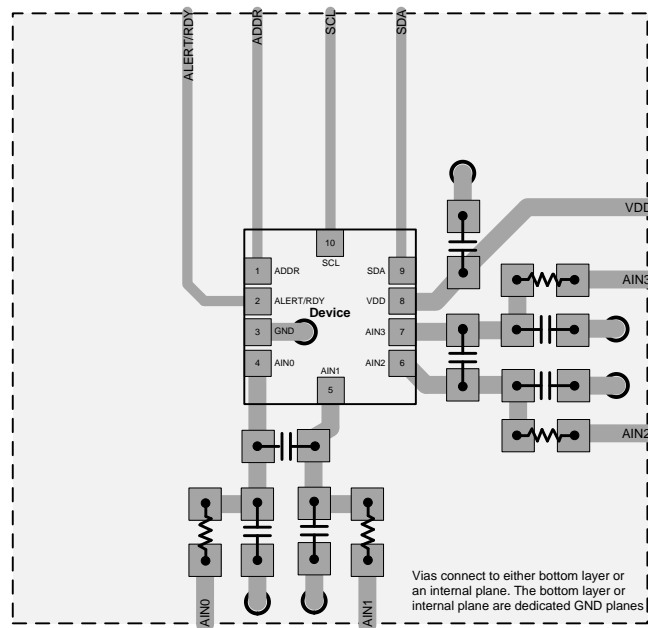 ALERT/RDY
ADDR
SCL
SDA
VDD
10
SCL
1
ADDR
SDA
9
2
ALERT/RDY
VDD
8
Device
3
GND
AIN3
7
4
AIN0
AIN2
6
AIN1
5
AIN3
AIN2
AIN0
AIN1
Vias connect to either bottom layer or
an internal plane. The bottom layer or
internal plane are dedicated GND planes